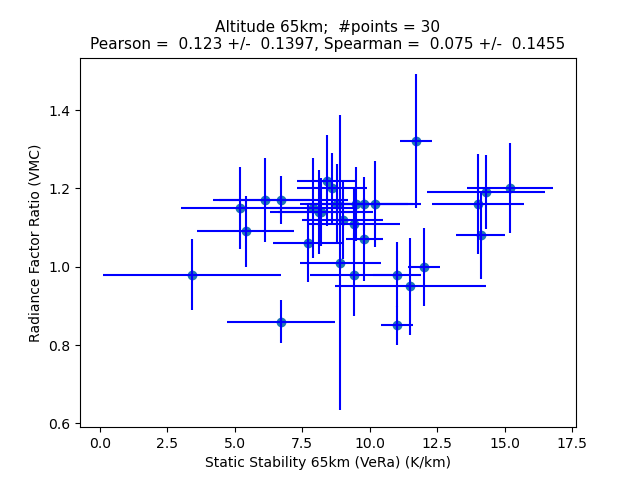 Altitude 65km;  #points = 30
Pearson =  0.123 +/-  0.1397, Spearman =  0.075 +/-  0.1455
Radiance Factor Ratio (VMC)
1.4
1.2
1.0
0.8
0.6
0.0 2.5 5.0 7.5 10.0 12.5 15.0 17.5
Static Stability 65km (VeRa) (K/km)